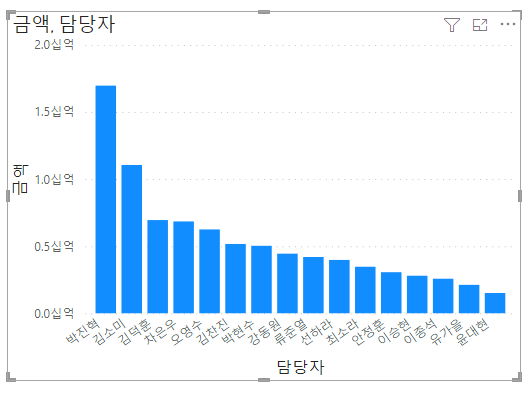 금액, 담당자
2.0십억
1.5십억
1.0십억
0.5십억
0.0십억
금액
박진혁
김소미
김덕훈
차은우
오영수
김찬진
박현수
강동원
류준열
선하라
최소라
안정훈
이승현
이종석
유가을
윤대현
담당자